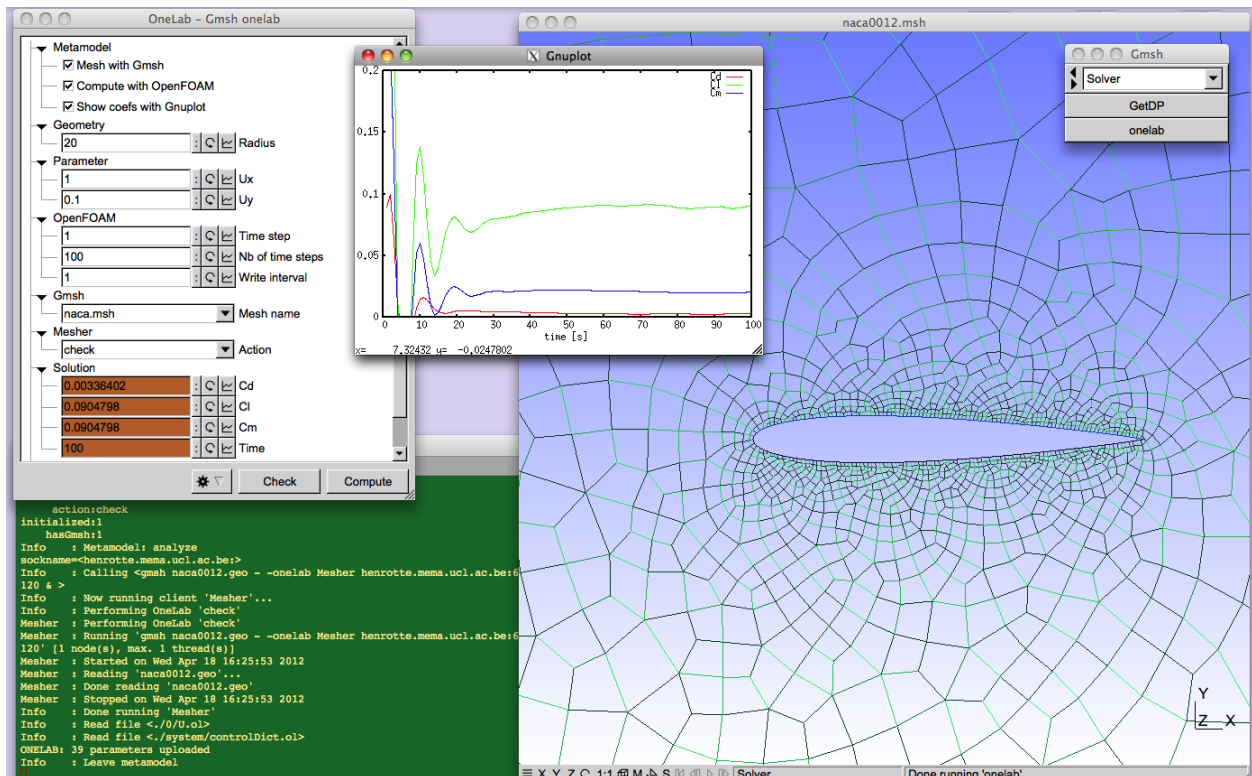 OneLab - Gmsh onelab
Metamodel
Mesh with Gmsh
Compute with OpenFOAM
Show coefs with Gnuplot
Geometry
20 : Radius
Parameter
1 : Ux
0.1 : Uy
OpenFOAM
1 : Time step
100 : Nb of time steps
1 : Write interval
Gmsh
naca.msh Mesh name
Mesher
check Action
Solution
0.00336402 : Cd
0.0904798 : Cl
0.0904798 : Cm
100 : Time
Check Compute
action:check
initialized:1
hasGmsh:1
Info : Metamodel: analyze
sockname=<henrotte.mema.ucl.ac.be:>
Info : Calling <gmsh naca0012.geo - -onelab Mesher henrotte.mema.ucl.ac.be:6
120 & >
Info : Now running client 'Mesher'...
Info : Performing OneLab 'check'
Mesher : Performing OneLab 'check'
Mesher : Running 'gmsh naca0012.geo - -onelab Mesher henrotte.mema.ucl.ac.be:6
120' [1 node(s), max. 1 thread(s)]
Mesher : Started on Wed Apr 18 16:25:53 2012
Mesher : Reading 'naca0012.geo'...
Mesher : Done reading 'naca0012.geo'
Mesher : Stopped on Wed Apr 18 16:25:53 2012
Info : Done running 'Mesher'
Info : Read file <./0/U.ol>
Info : Read file <./system/controlDict.ol>
ONELAB: 39 parameters uploaded
Info : Leave metamodel
X Gnuplot
Cd
Cl
Cm
0.2
0.15
0.1
0.05
0
0 10 20 30 40 50 60 70 80 90 100
time [s]
x= 7.32432 y= -0.0247802
naca0012.msh
Gmsh
Solver
GetDP
onelab
Y
Z X
X Y Z 1:1 M S Solver Done running 'onelab'